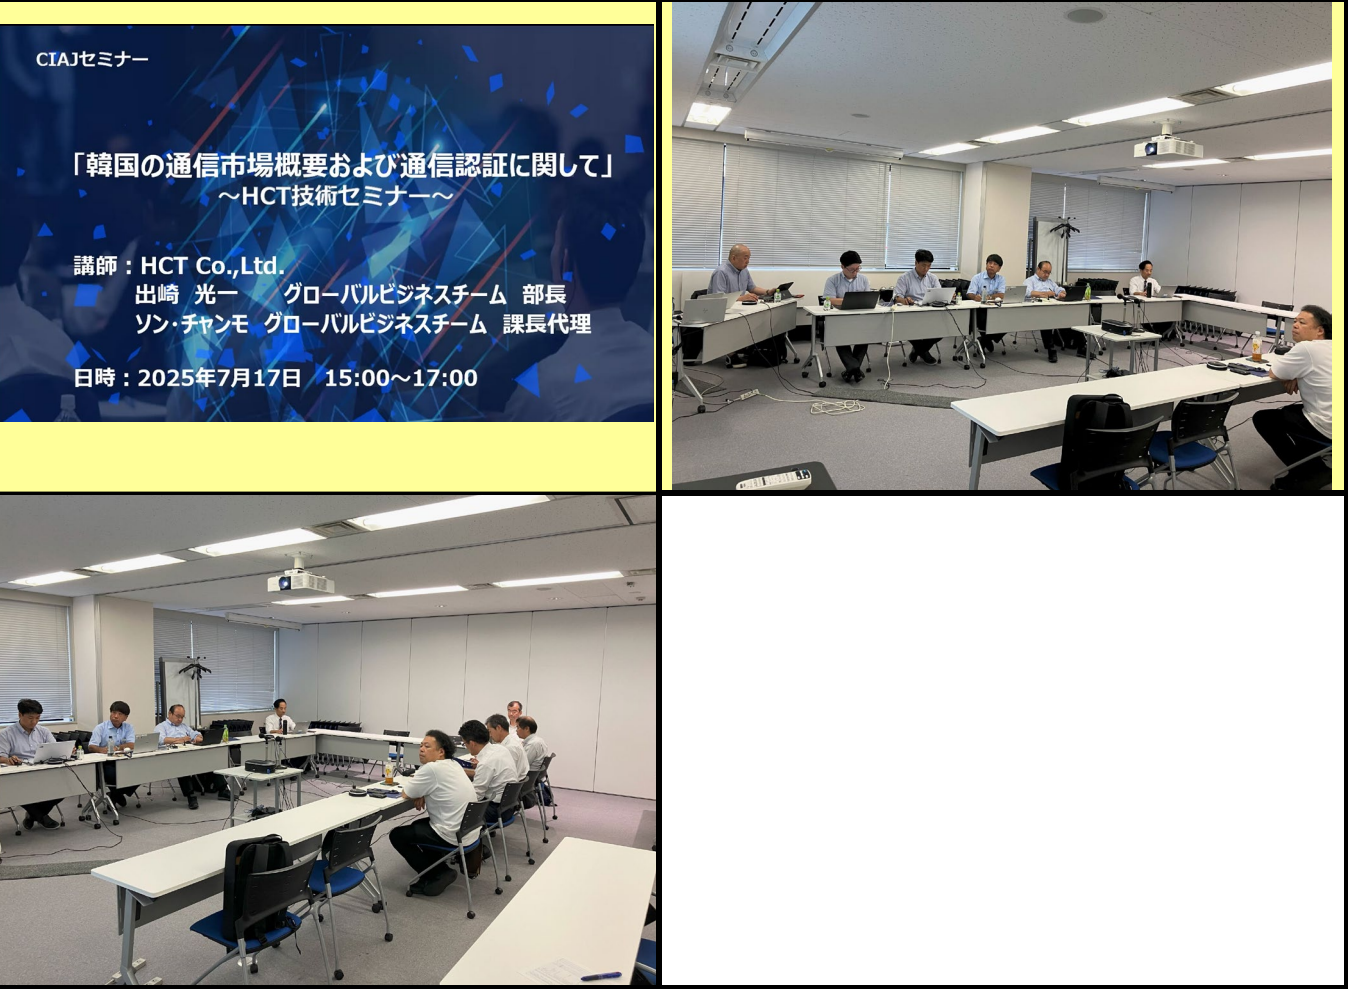 CIAJセミナー
「韓国の通信市場概要および通信認証に関して」
～HCT技術セミナー～
講師：HCT Co.,Ltd.
出崎 光一 グローバルビジネスチーム 部長
ソン･チャンモ グローバルビジネスチーム 課長代理
日時：2025年7月17日 15:00～17:00